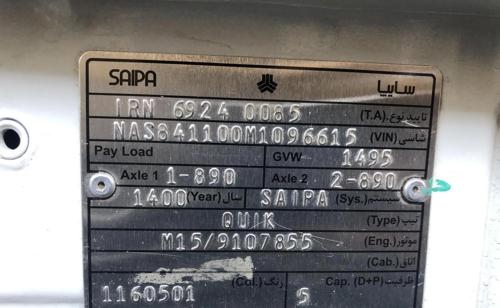 SAIPA سایپا
IRN 6924 0085 تایید نوع (T.A.)
NAS841100M1096615 شاسی (VIN)
Pay Load GVW 1495
Axle 1 1-890 Axle 2 2-890
1400 سال (Year) SAIPA سیستم (Sys.)
QUIK تیپ (Type)
M15/9107855 موتور (Eng.)
اتاق (Cab.)
1160501 رنگ (Col.) 5 ظرفیت (D+P) Cap.